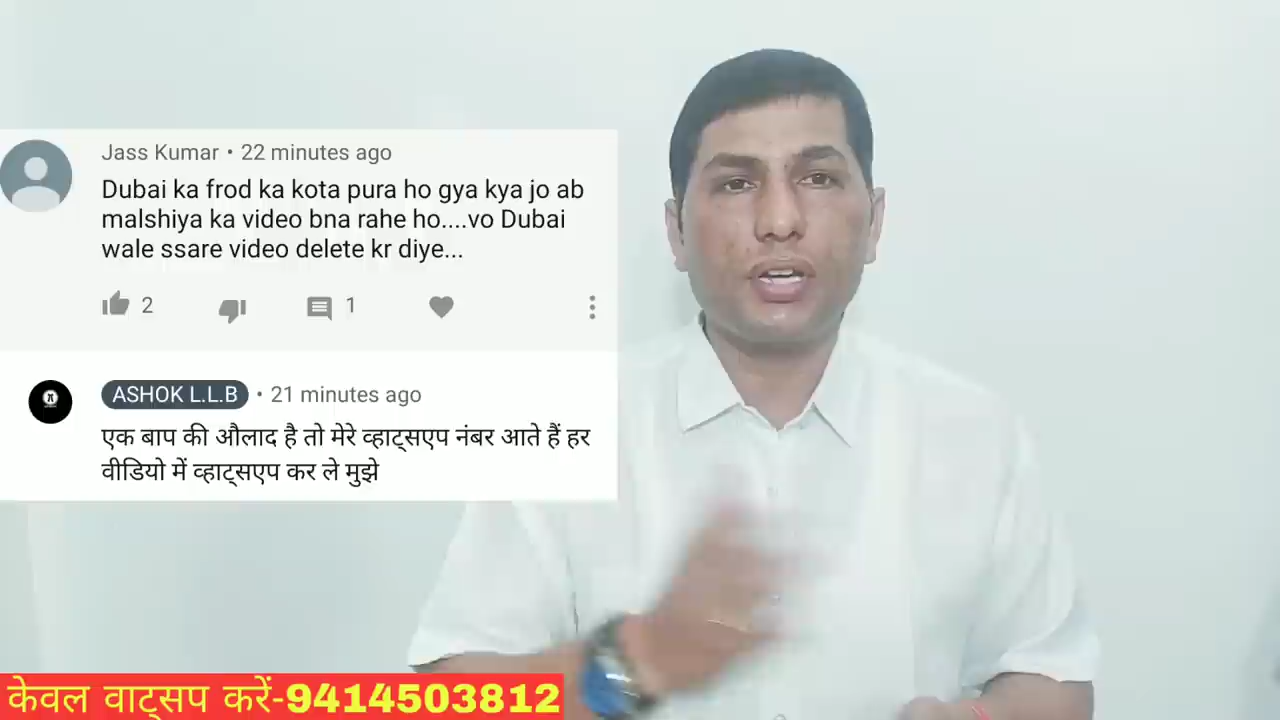 Jass Kumar • 22 minutes ago
Dubai ka frod ka kota pura ho gya kya jo ab
malshiya ka video bna rahe ho....vo Dubai
wale ssare video delete kr diye...
2
1
ASHOK L.L.B • 21 minutes ago
एक बाप की औलाद है तो मेरे व्हाट्सएप नंबर आते हैं हर
वीडियो में व्हाट्सएप कर ले मुझे
केवल वाट्सप करें-9414503812